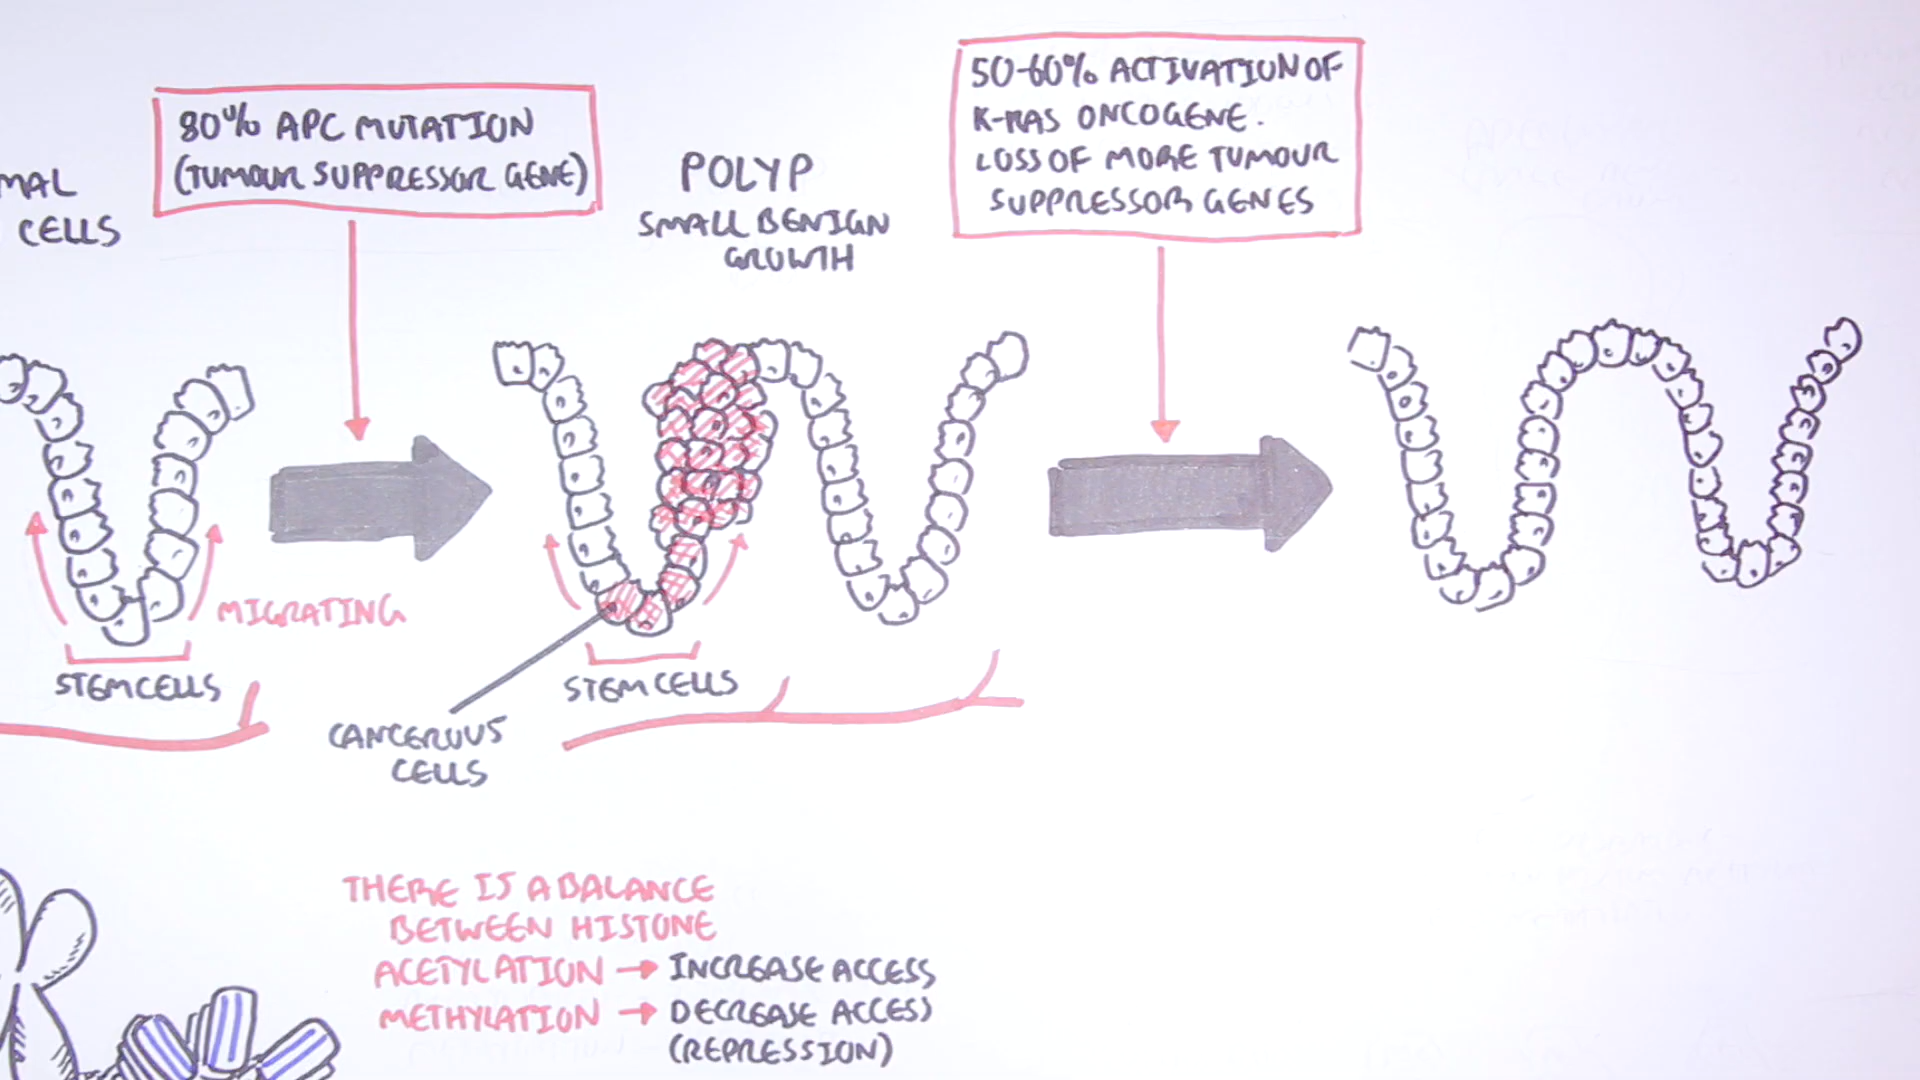 80% APC MUTATION
(TUMOUR SUPPRESSOR GENE)
MAL
CELLS
POLYP
SMALL BENIGN
GROWTH
50-60% ACTIVATION OF
K-RAS ONCOGENE.
LOSS OF MORE TUMOUR
SUPPRESSOR GENES
MIGRATING
STEM CELLS
STEM CELLS
CANCEROUS
CELLS
THERE IS A BALANCE
BETWEEN HISTONE
ACETYLATION → INCREASE ACCESS
METHYLATION → DECREASE ACCESS
(REPRESSION)